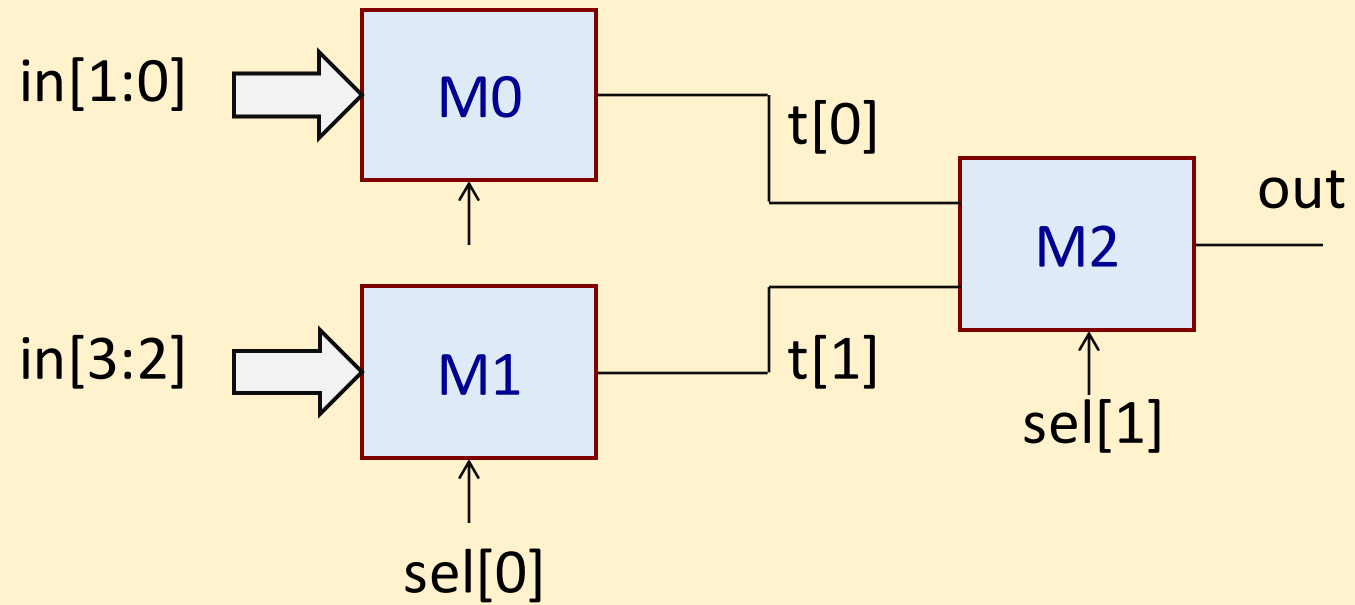 in[1:0]
M0
t[0]
out
M2
in[3:2]
M1
t[1]
sel[1]
sel[0]